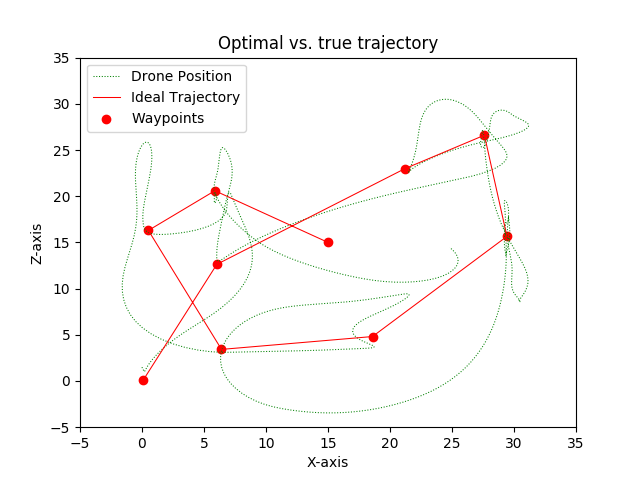 Optimal vs. true trajectory
Drone Position
Ideal Trajectory
Waypoints
35
30
25
20
15
10
5
0
−5
Z-axis
−5 0 5 10 15 20 25 30 35
X-axis